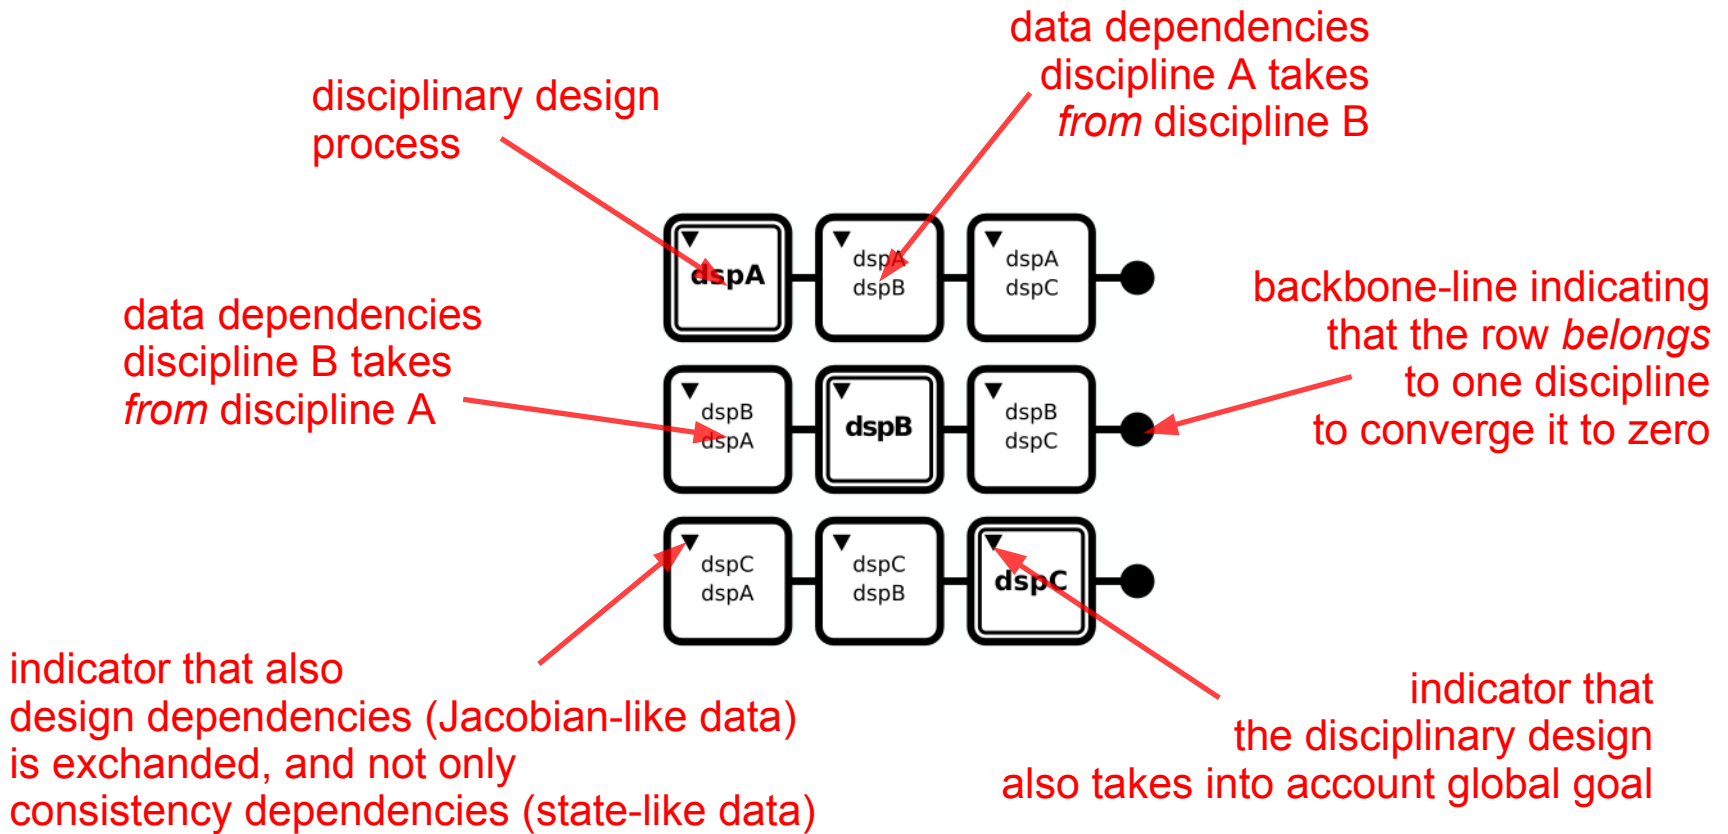 data dependencies
discipline A takes
from discipline B
disciplinary design
process
dspA
dspA
dspB
dspA
dspC
backbone-line indicating
that the row belongs
to one discipline
to converge it to zero
data dependencies
discipline B takes
from discipline A
dspB
dspA
dspB
dspB
dspC
dspC
dspA
dspC
dspB
dspC
indicator that also
design dependencies (Jacobian-like data)
is exchanded, and not only
consistency dependencies (state-like data)
indicator that
the disciplinary design
also takes into account global goal